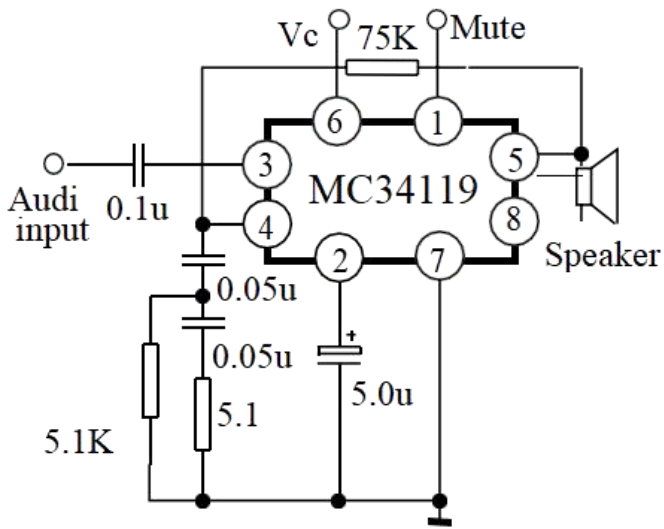 Vc
75K
Mute
6
1
3
5
MC34119
Audi
input
0.1u
4
8
2
7
Speaker
0.05u
+
0.05u
5.1K
5.1
5.0u